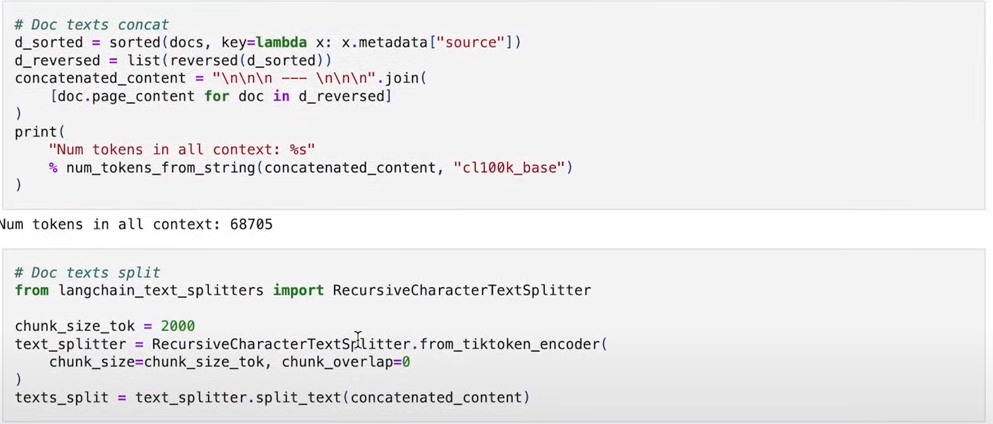 # Doc texts concat
d_sorted = sorted(docs, key=lambda x: x.metadata["source"])
d_reversed = list(reversed(d_sorted))
concatenated_content = "\n\n\n --- \n\n\n".join(
    [doc.page_content for doc in d_reversed]
)
print(
    "Num tokens in all context: %s"
    % num_tokens_from_string(concatenated_content, "cl100k_base")
)
Num tokens in all context: 68705
# Doc texts split
from langchain_text_splitters import RecursiveCharacterTextSplitter
chunk_size_tok = 2000
text_splitter = RecursiveCharacterTextSplitter.from_tiktoken_encoder(
    chunk_size=chunk_size_tok, chunk_overlap=0
)
texts_split = text_splitter.split_text(concatenated_content)